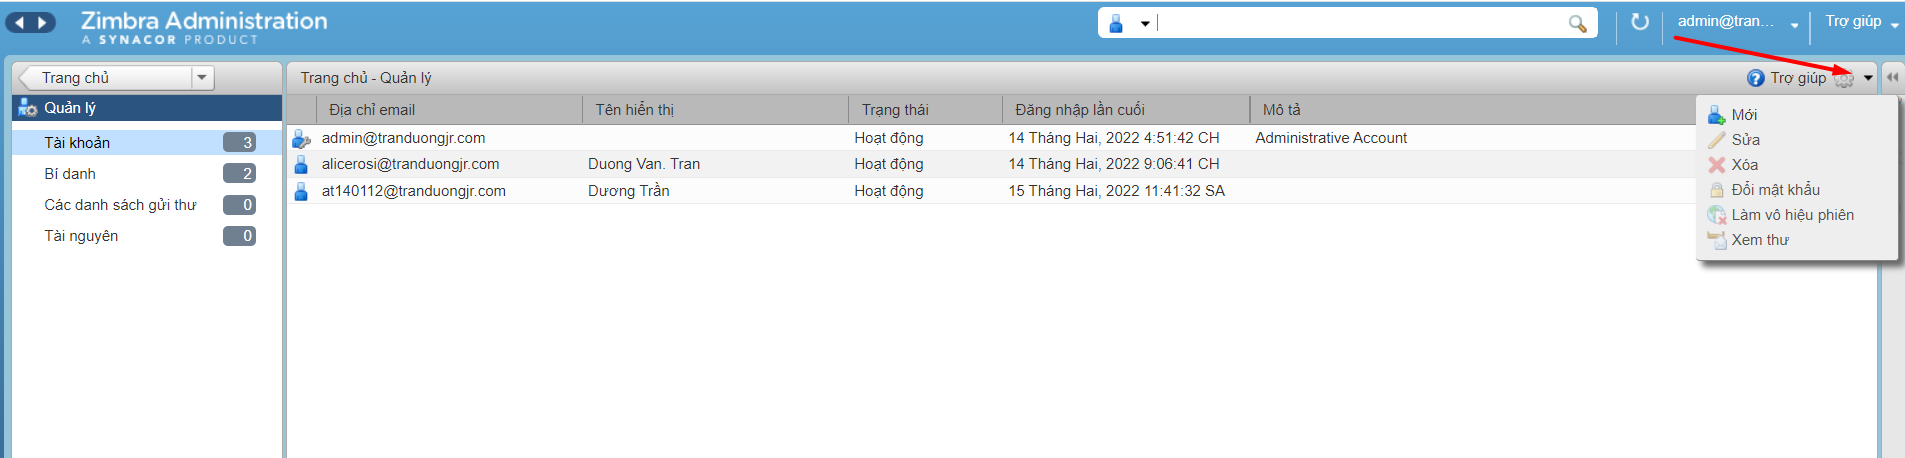 Zimbra Administration
A SYNACOR PRODUCT
admin@tran...
Trợ giúp
Trang chủ
Trang chủ - Quản lý
Trợ giúp
Quản lý
Tài khoản 3
Bí danh 2
Các danh sách gửi thư 0
Tài nguyên 0
Địa chỉ email Tên hiển thị Trạng thái Đăng nhập lần cuối Mô tả
admin@tranduongjr.com Hoạt động 14 Tháng Hai, 2022 4:51:42 CH Administrative Account
alicerosi@tranduongjr.com Duong Van. Tran Hoạt động 14 Tháng Hai, 2022 9:06:41 CH
at140112@tranduongjr.com Dương Trần Hoạt động 15 Tháng Hai, 2022 11:41:32 SA
Mới
Sửa
Xóa
Đổi mật khẩu
Làm vô hiệu phiên
Xem thư